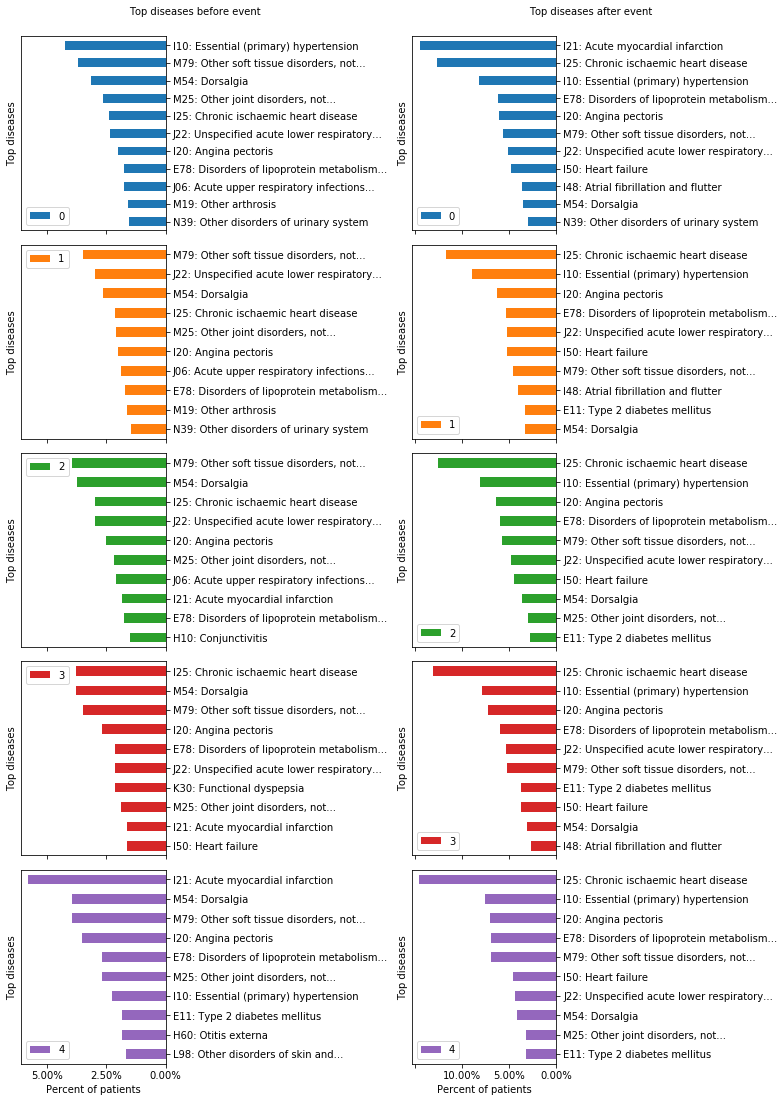 Top diseases before event
Top diseases
I10: Essential (primary) hypertension
M79: Other soft tissue disorders, not...
M54: Dorsalgia
M25: Other joint disorders, not...
I25: Chronic ischaemic heart disease
J22: Unspecified acute lower respiratory...
I20: Angina pectoris
E78: Disorders of lipoprotein metabolism...
J06: Acute upper respiratory infections...
M19: Other arthrosis
N39: Other disorders of urinary system
0
Top diseases
M79: Other soft tissue disorders, not...
J22: Unspecified acute lower respiratory...
M54: Dorsalgia
I25: Chronic ischaemic heart disease
M25: Other joint disorders, not...
I20: Angina pectoris
J06: Acute upper respiratory infections...
E78: Disorders of lipoprotein metabolism...
M19: Other arthrosis
N39: Other disorders of urinary system
1
Top diseases
M79: Other soft tissue disorders, not...
M54: Dorsalgia
I25: Chronic ischaemic heart disease
J22: Unspecified acute lower respiratory...
I20: Angina pectoris
M25: Other joint disorders, not...
J06: Acute upper respiratory infections...
I21: Acute myocardial infarction
E78: Disorders of lipoprotein metabolism...
H10: Conjunctivitis
2
Top diseases
I25: Chronic ischaemic heart disease
M54: Dorsalgia
M79: Other soft tissue disorders, not...
I20: Angina pectoris
E78: Disorders of lipoprotein metabolism...
J22: Unspecified acute lower respiratory...
K30: Functional dyspepsia
M25: Other joint disorders, not...
I21: Acute myocardial infarction
I50: Heart failure
3
Top diseases
I21: Acute myocardial infarction
M54: Dorsalgia
M79: Other soft tissue disorders, not...
I20: Angina pectoris
E78: Disorders of lipoprotein metabolism...
M25: Other joint disorders, not...
I10: Essential (primary) hypertension
E11: Type 2 diabetes mellitus
H60: Otitis externa
L98: Other disorders of skin and...
4
5.00% 2.50% 0.00%
Percent of patients
Top diseases after event
Top diseases
I21: Acute myocardial infarction
I25: Chronic ischaemic heart disease
I10: Essential (primary) hypertension
E78: Disorders of lipoprotein metabolism...
I20: Angina pectoris
M79: Other soft tissue disorders, not...
J22: Unspecified acute lower respiratory...
I50: Heart failure
I48: Atrial fibrillation and flutter
M54: Dorsalgia
N39: Other disorders of urinary system
0
Top diseases
I25: Chronic ischaemic heart disease
I10: Essential (primary) hypertension
I20: Angina pectoris
E78: Disorders of lipoprotein metabolism...
J22: Unspecified acute lower respiratory...
I50: Heart failure
M79: Other soft tissue disorders, not...
I48: Atrial fibrillation and flutter
E11: Type 2 diabetes mellitus
M54: Dorsalgia
1
Top diseases
I25: Chronic ischaemic heart disease
I10: Essential (primary) hypertension
I20: Angina pectoris
E78: Disorders of lipoprotein metabolism...
M79: Other soft tissue disorders, not...
J22: Unspecified acute lower respiratory...
I50: Heart failure
M54: Dorsalgia
M25: Other joint disorders, not...
E11: Type 2 diabetes mellitus
2
Top diseases
I25: Chronic ischaemic heart disease
I10: Essential (primary) hypertension
I20: Angina pectoris
E78: Disorders of lipoprotein metabolism...
J22: Unspecified acute lower respiratory...
M79: Other soft tissue disorders, not...
E11: Type 2 diabetes mellitus
I50: Heart failure
M54: Dorsalgia
I48: Atrial fibrillation and flutter
3
Top diseases
I25: Chronic ischaemic heart disease
I10: Essential (primary) hypertension
I20: Angina pectoris
E78: Disorders of lipoprotein metabolism...
M79: Other soft tissue disorders, not...
I50: Heart failure
J22: Unspecified acute lower respiratory...
M54: Dorsalgia
M25: Other joint disorders, not...
E11: Type 2 diabetes mellitus
4
10.00% 5.00% 0.00%
Percent of patients